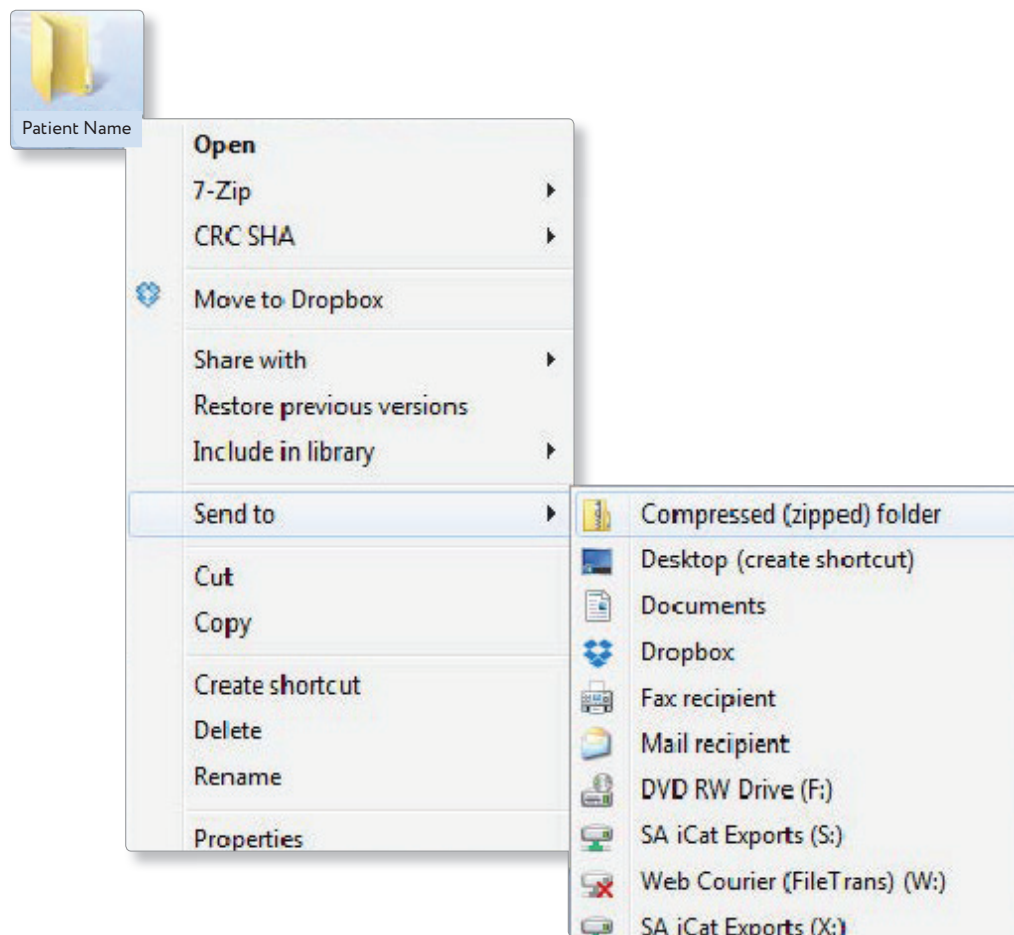 Patient Name
Open
7-Zip
CRC SHA
Move to Dropbox
Share with
Restore previous versions
Include in library
Send to
Cut
Copy
Create shortcut
Delete
Rename
Properties
Compressed (zipped) folder
Desktop (create shortcut)
Documents
Dropbox
Fax recipient
Mail recipient
DVD RW Drive (F:)
SA iCat Exports (S:)
Web Courier (FileTrans) (W:)
SA iCat Exports (X:)